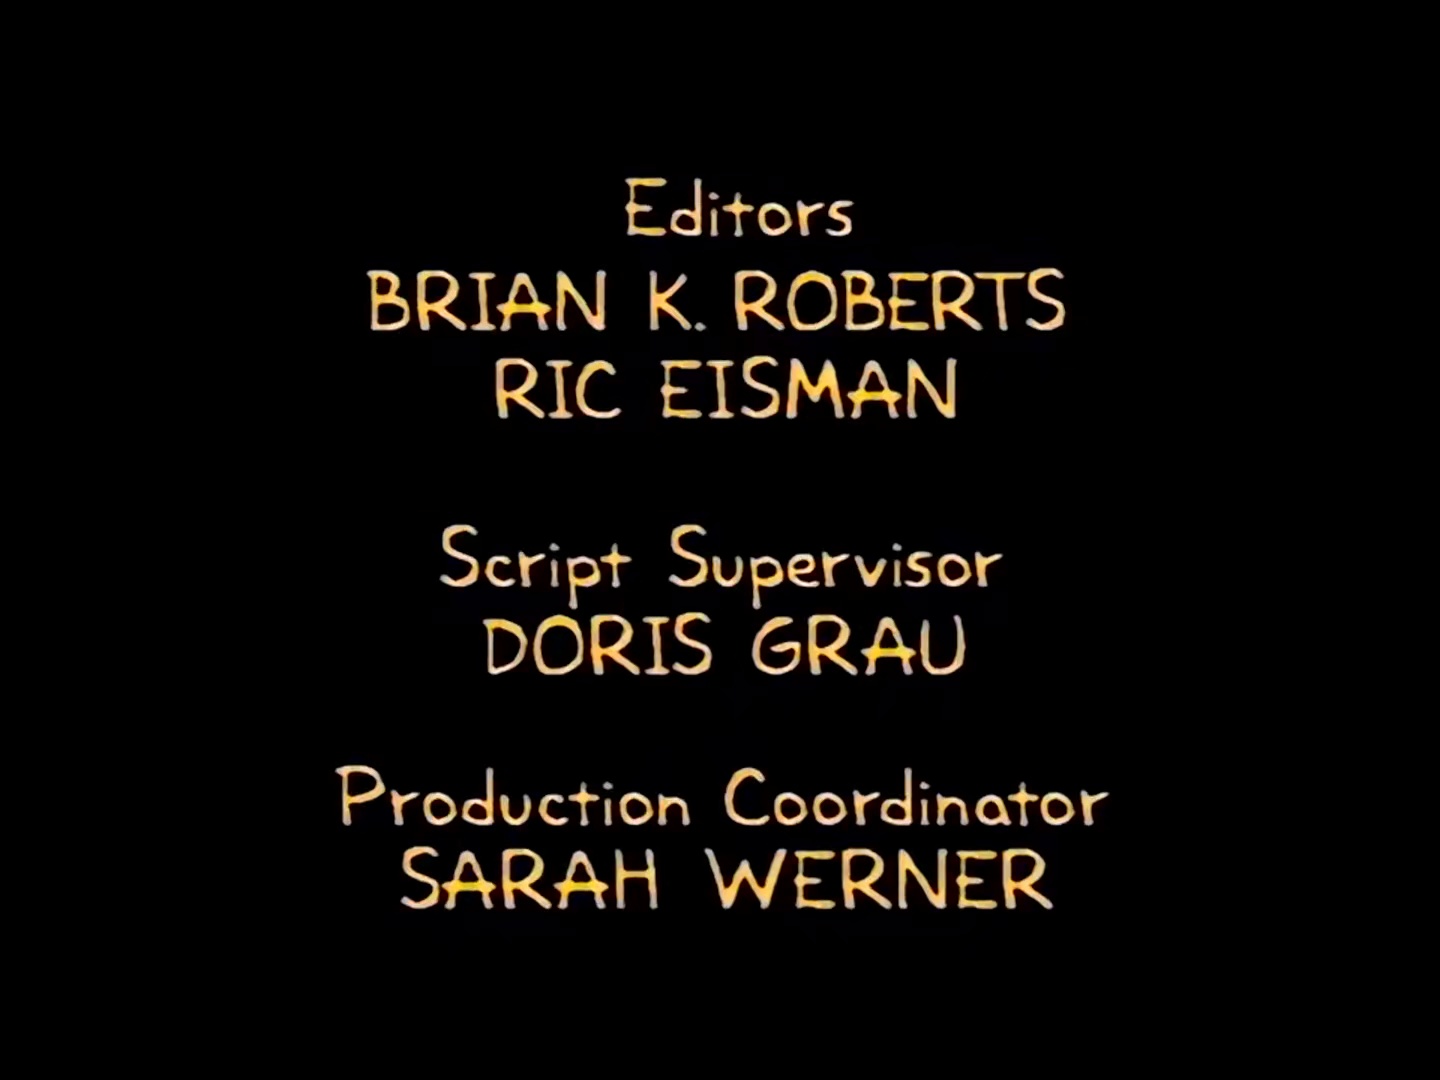 Editors
BRIAN K. ROBERTS
RIC EISMAN
Script Supervisor
DORIS GRAU
Production Coordinator
SARAH WERNER